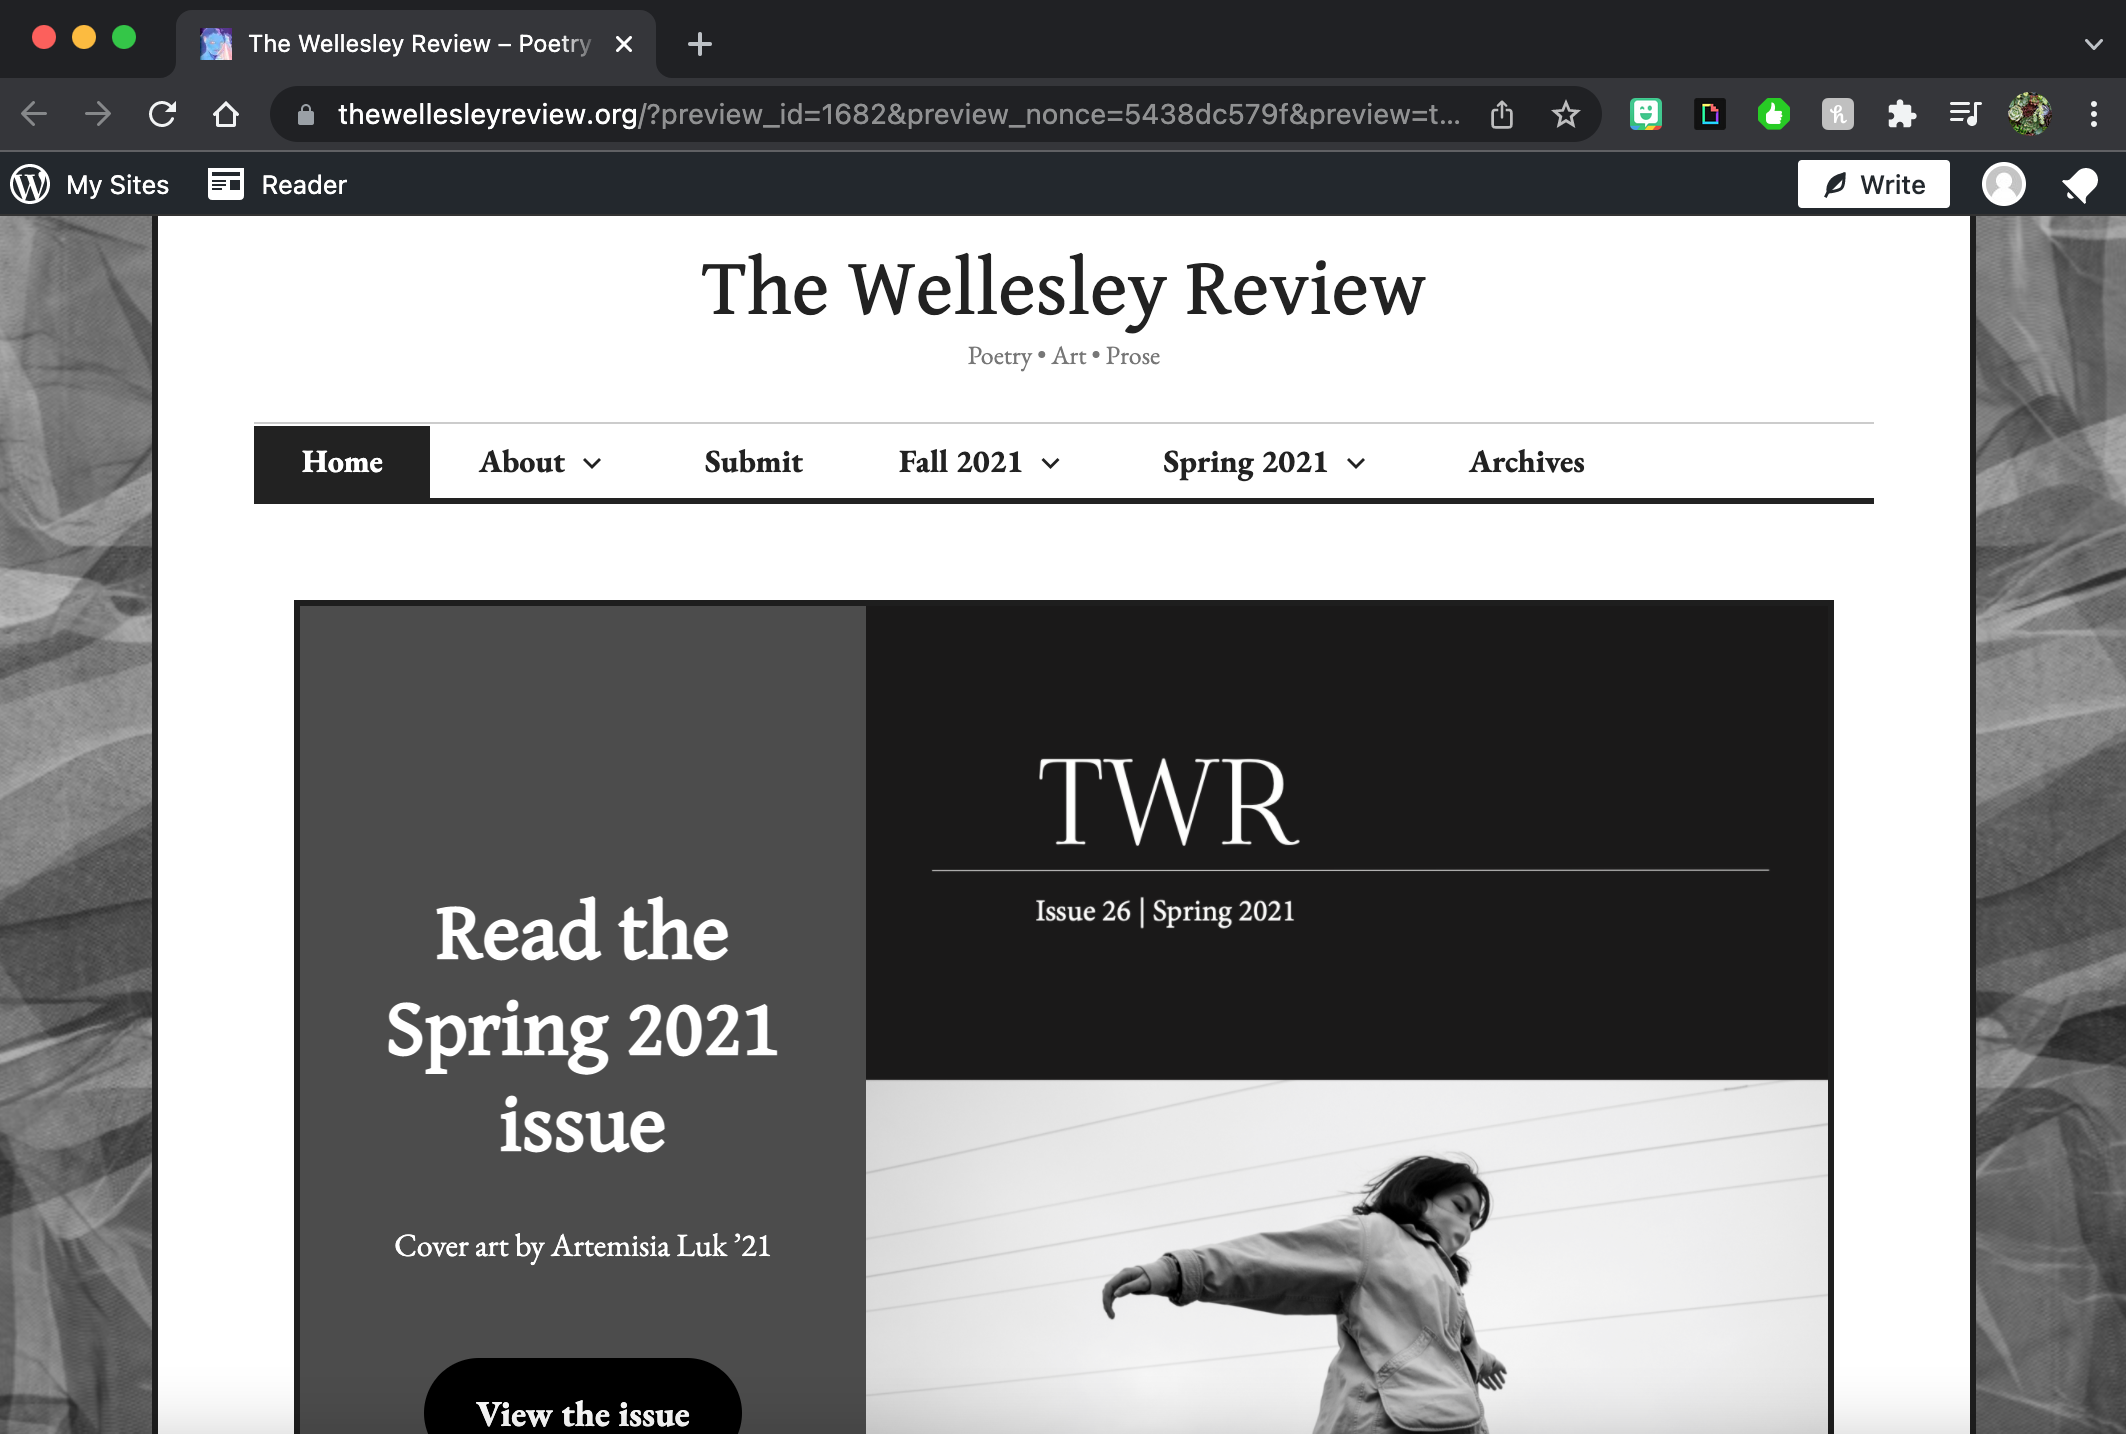 The Wellesley Review – Poetry
thewellesleyreview.org/?preview_id=1682&preview_nonce=5438dc579f&preview=t...
My Sites
Reader
Write
The Wellesley Review
Poetry • Art • Prose
Home About Submit Fall 2021 Spring 2021 Archives
TWR
Issue 26 | Spring 2021
Read the
Spring 2021
issue
Cover art by Artemisia Luk ’21
View the issue